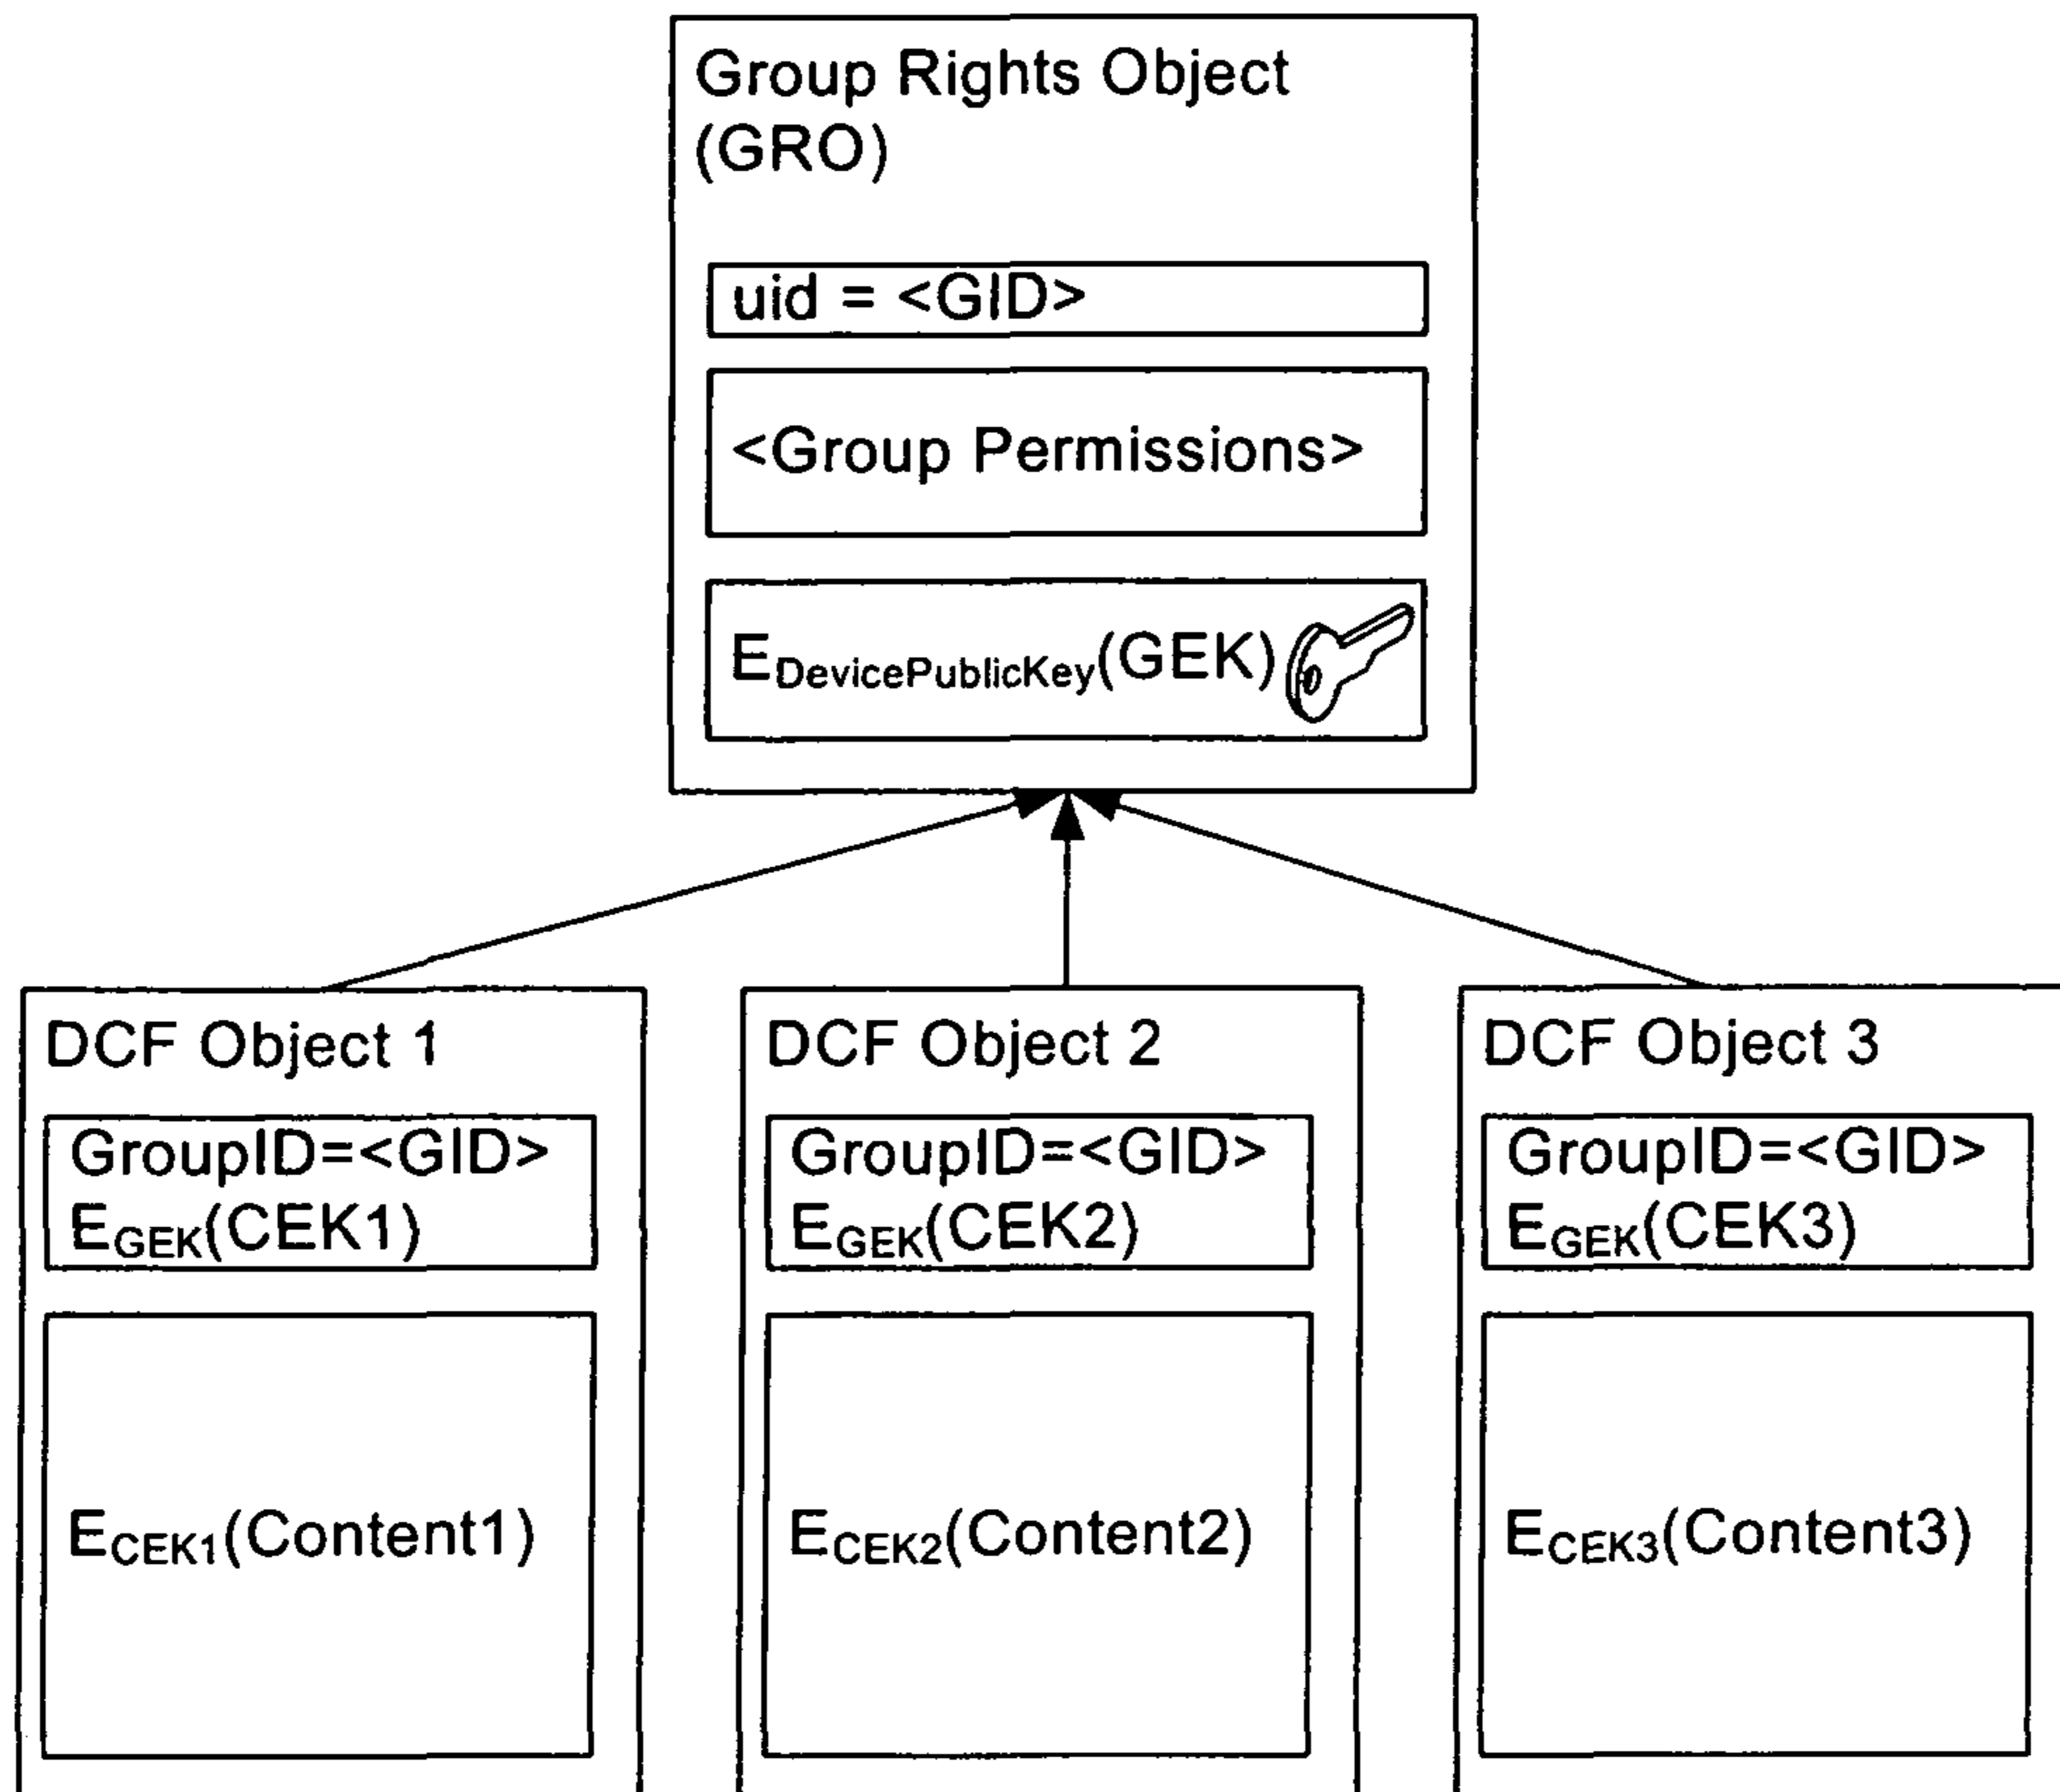 Group Rights Object
(GRO)
uid = <GID>
<Group Permissions>
EDevicePublicKey(GEK)
DCF Object 1
GroupID=<GID>
EGEK(CEK1)
ECEK1(Content1)
DCF Object 2
GroupID=<GID>
EGEK(CEK2)
ECEK2(Content2)
DCF Object 3
GroupID=<GID>
EGEK(CEK3)
ECEK3(Content3)